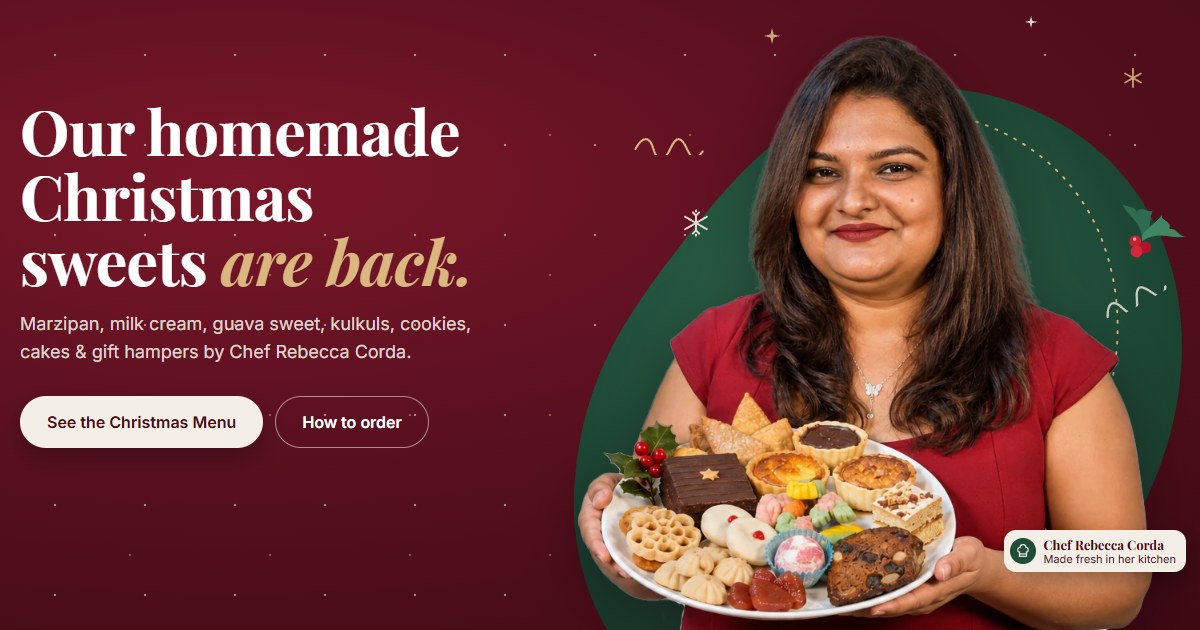 Our homemade
Christmas
sweets are back.
Marzipan, milk cream, guava sweet, kulkuls, cookies,
cakes & gift hampers by Chef Rebecca Corda.
See the Christmas Menu
How to order
Chef Rebecca Corda
Made fresh in her kitchen